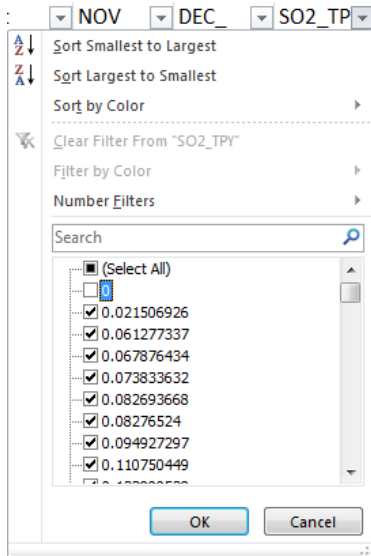 : NOV DEC_ SO2_TP
Sort Smallest to Largest
Sort Largest to Smallest
Sort by Color
Clear Filter From "SO2_TPY"
Filter by Color
Number Filters
Search
(Select All)
0
0.021506926
0.061277337
0.067876434
0.073833632
0.082693668
0.08276524
0.094927297
0.110750449
OK Cancel